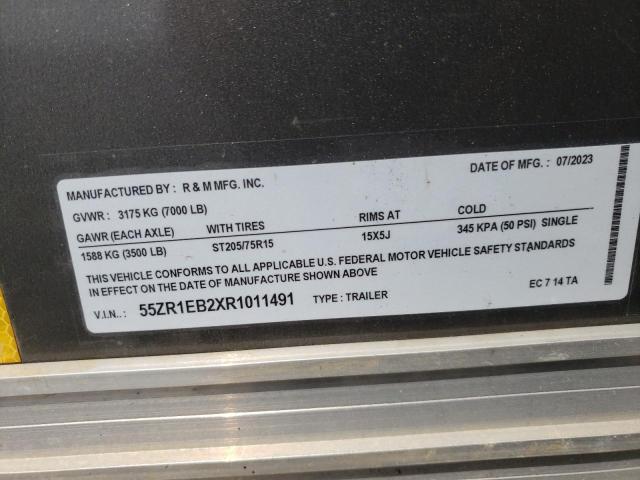 MANUFACTURED BY : R & M MFG. INC. DATE OF MFG. : 07/2023
GVWR : 3175 KG (7000 LB)
GAWR (EACH AXLE) WITH TIRES RIMS AT COLD
1588 KG (3500 LB) ST205/75R15 15X5J 345 KPA (50 PSI) SINGLE
THIS VEHICLE CONFORMS TO ALL APPLICABLE U.S. FEDERAL MOTOR VEHICLE SAFETY STANDARDS
IN EFFECT ON THE DATE OF MANUFACTURE SHOWN ABOVE
V.I.N.. : 55ZR1EB2XR1011491 TYPE : TRAILER EC 7 14 TA